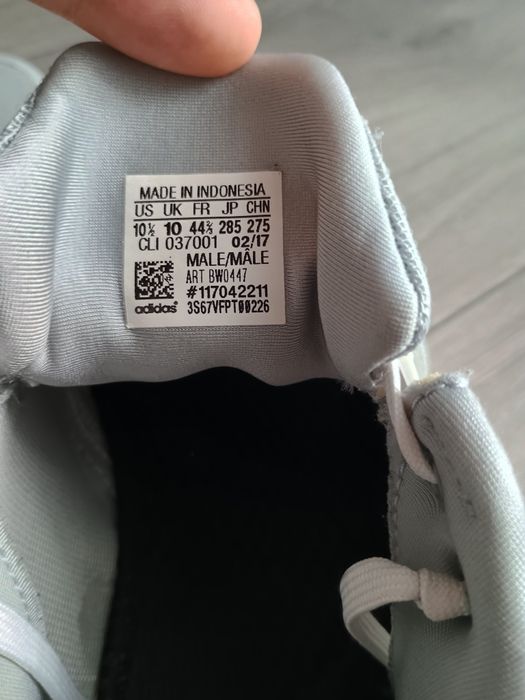 MADE IN INDONESIA
US UK FR JP CHN
10½ 10 44⅔ 285 275
CLI 037001 02/17
MALE/MÂLE
ART BW0447
#117042211
adidas® 3S67VFPT00226